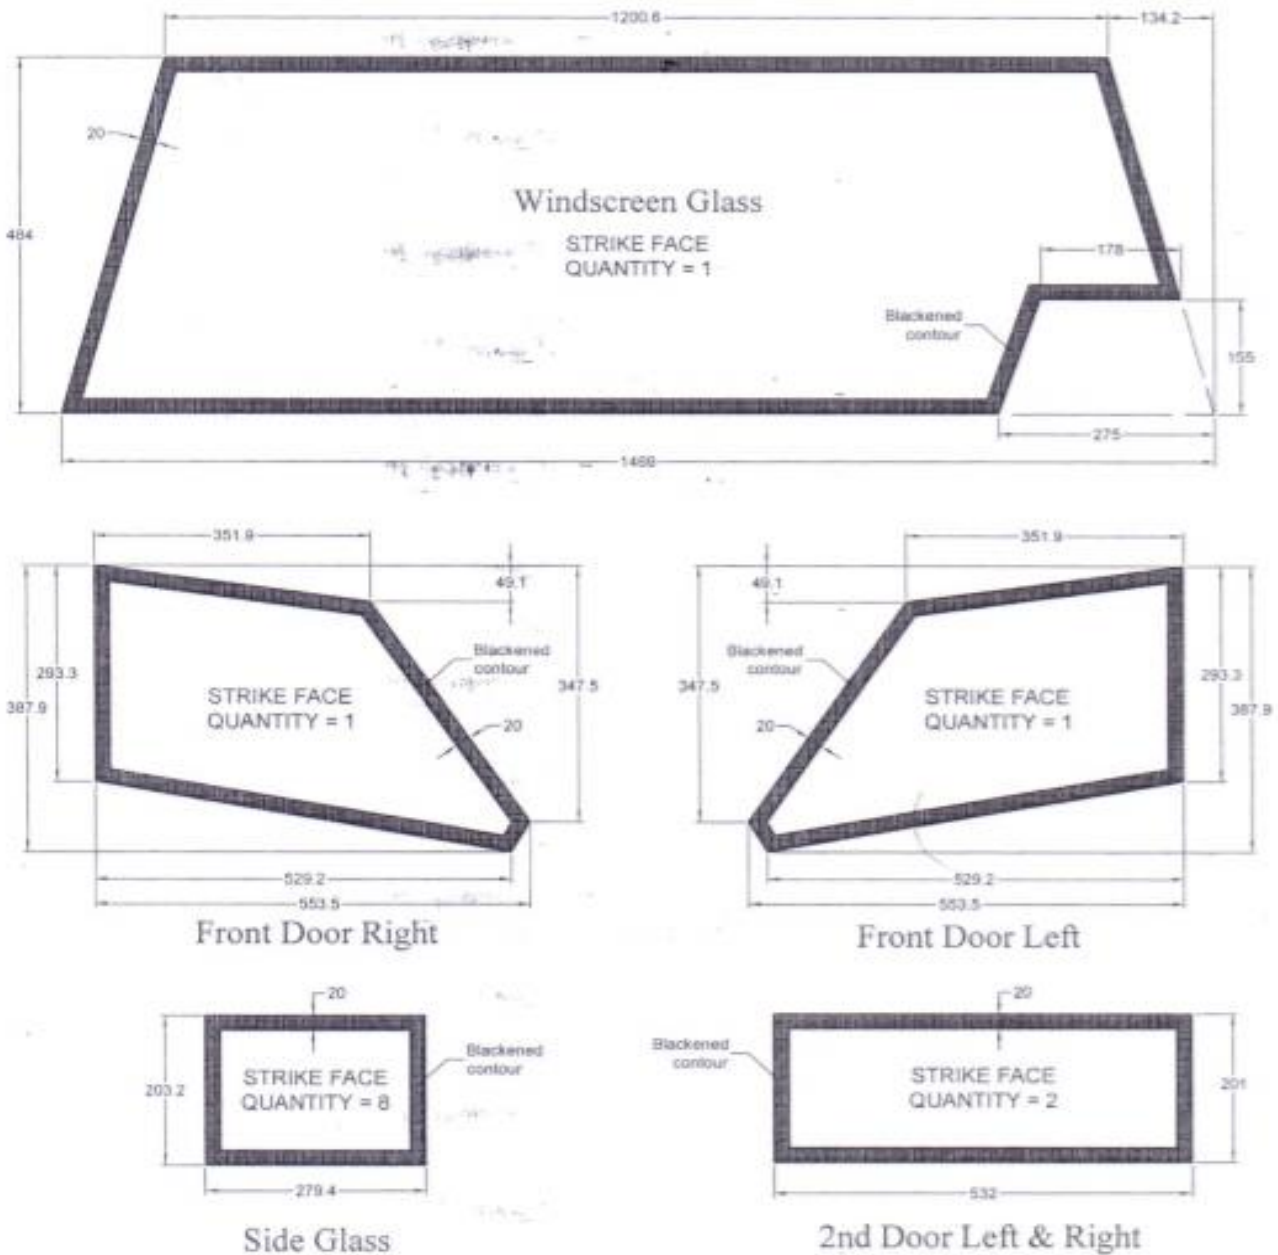 1200.6
134.2
20
Windscreen Glass
484
STRIKE FACE
QUANTITY = 1
178
Blackened
contour
155
275
351.9
351.9
49.1
49.1
Blackened
contour
Blackened
contour
293.3
STRIKE FACE
347.5
347.5
STRIKE FACE
293.3
387.9
QUANTITY = 1
20
20
QUANTITY = 1
387.9
529.2
529.2
553.5
553.5
Front Door Right
Front Door Left
20
20
Blackened
contour
Blackened
contour
203.2
STRIKE FACE
QUANTITY = 8
STRIKE FACE
QUANTITY = 2
201
279.4
532
Side Glass
2nd Door Left & Right